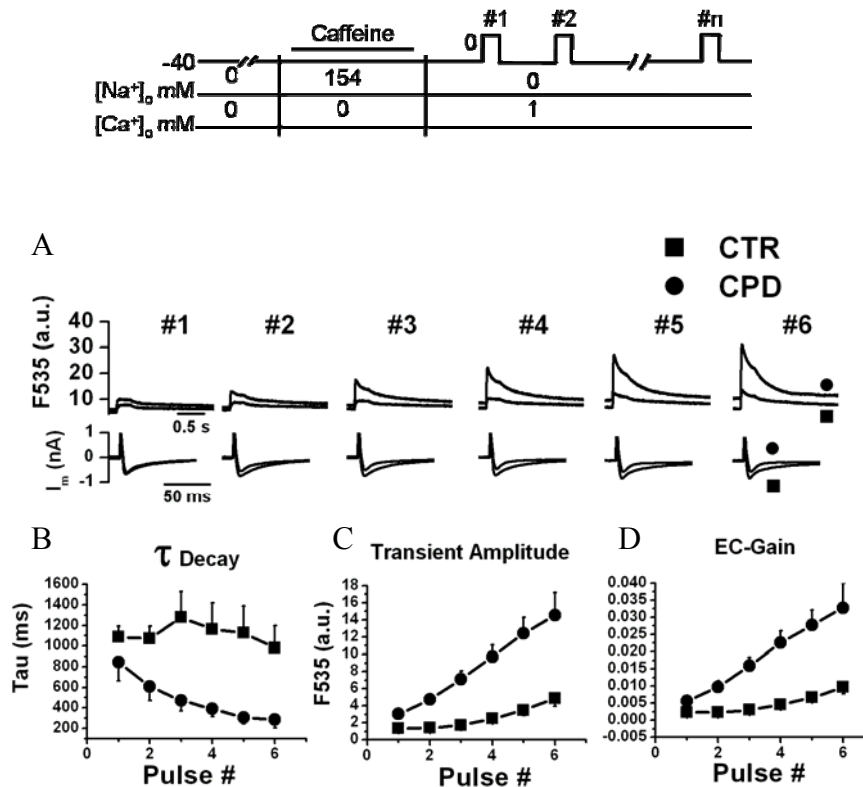 #1 #2 #n
Caffeine
0
-40
0 154 0
[Na⁺]₀ mM
0 0 1
[Ca⁺]₀ mM
A
CTR
CPD
#1 #2 #3 #4 #5 #6
F535 (a.u.)
40
30
20
10
0.5 s
Iₘ (nA)
1
0
-1
50 ms
B
τ Decay
Tau (ms)
1600
1400
1200
1000
800
600
400
200
0 2 4 6
Pulse #
C
Transient Amplitude
F535 (a.u.)
18
16
14
12
10
8
6
4
2
0
0 2 4 6
Pulse #
D
EC-Gain
0.040
0.035
0.030
0.025
0.020
0.015
0.010
0.005
0.000
-0.005
0 2 4 6
Pulse #